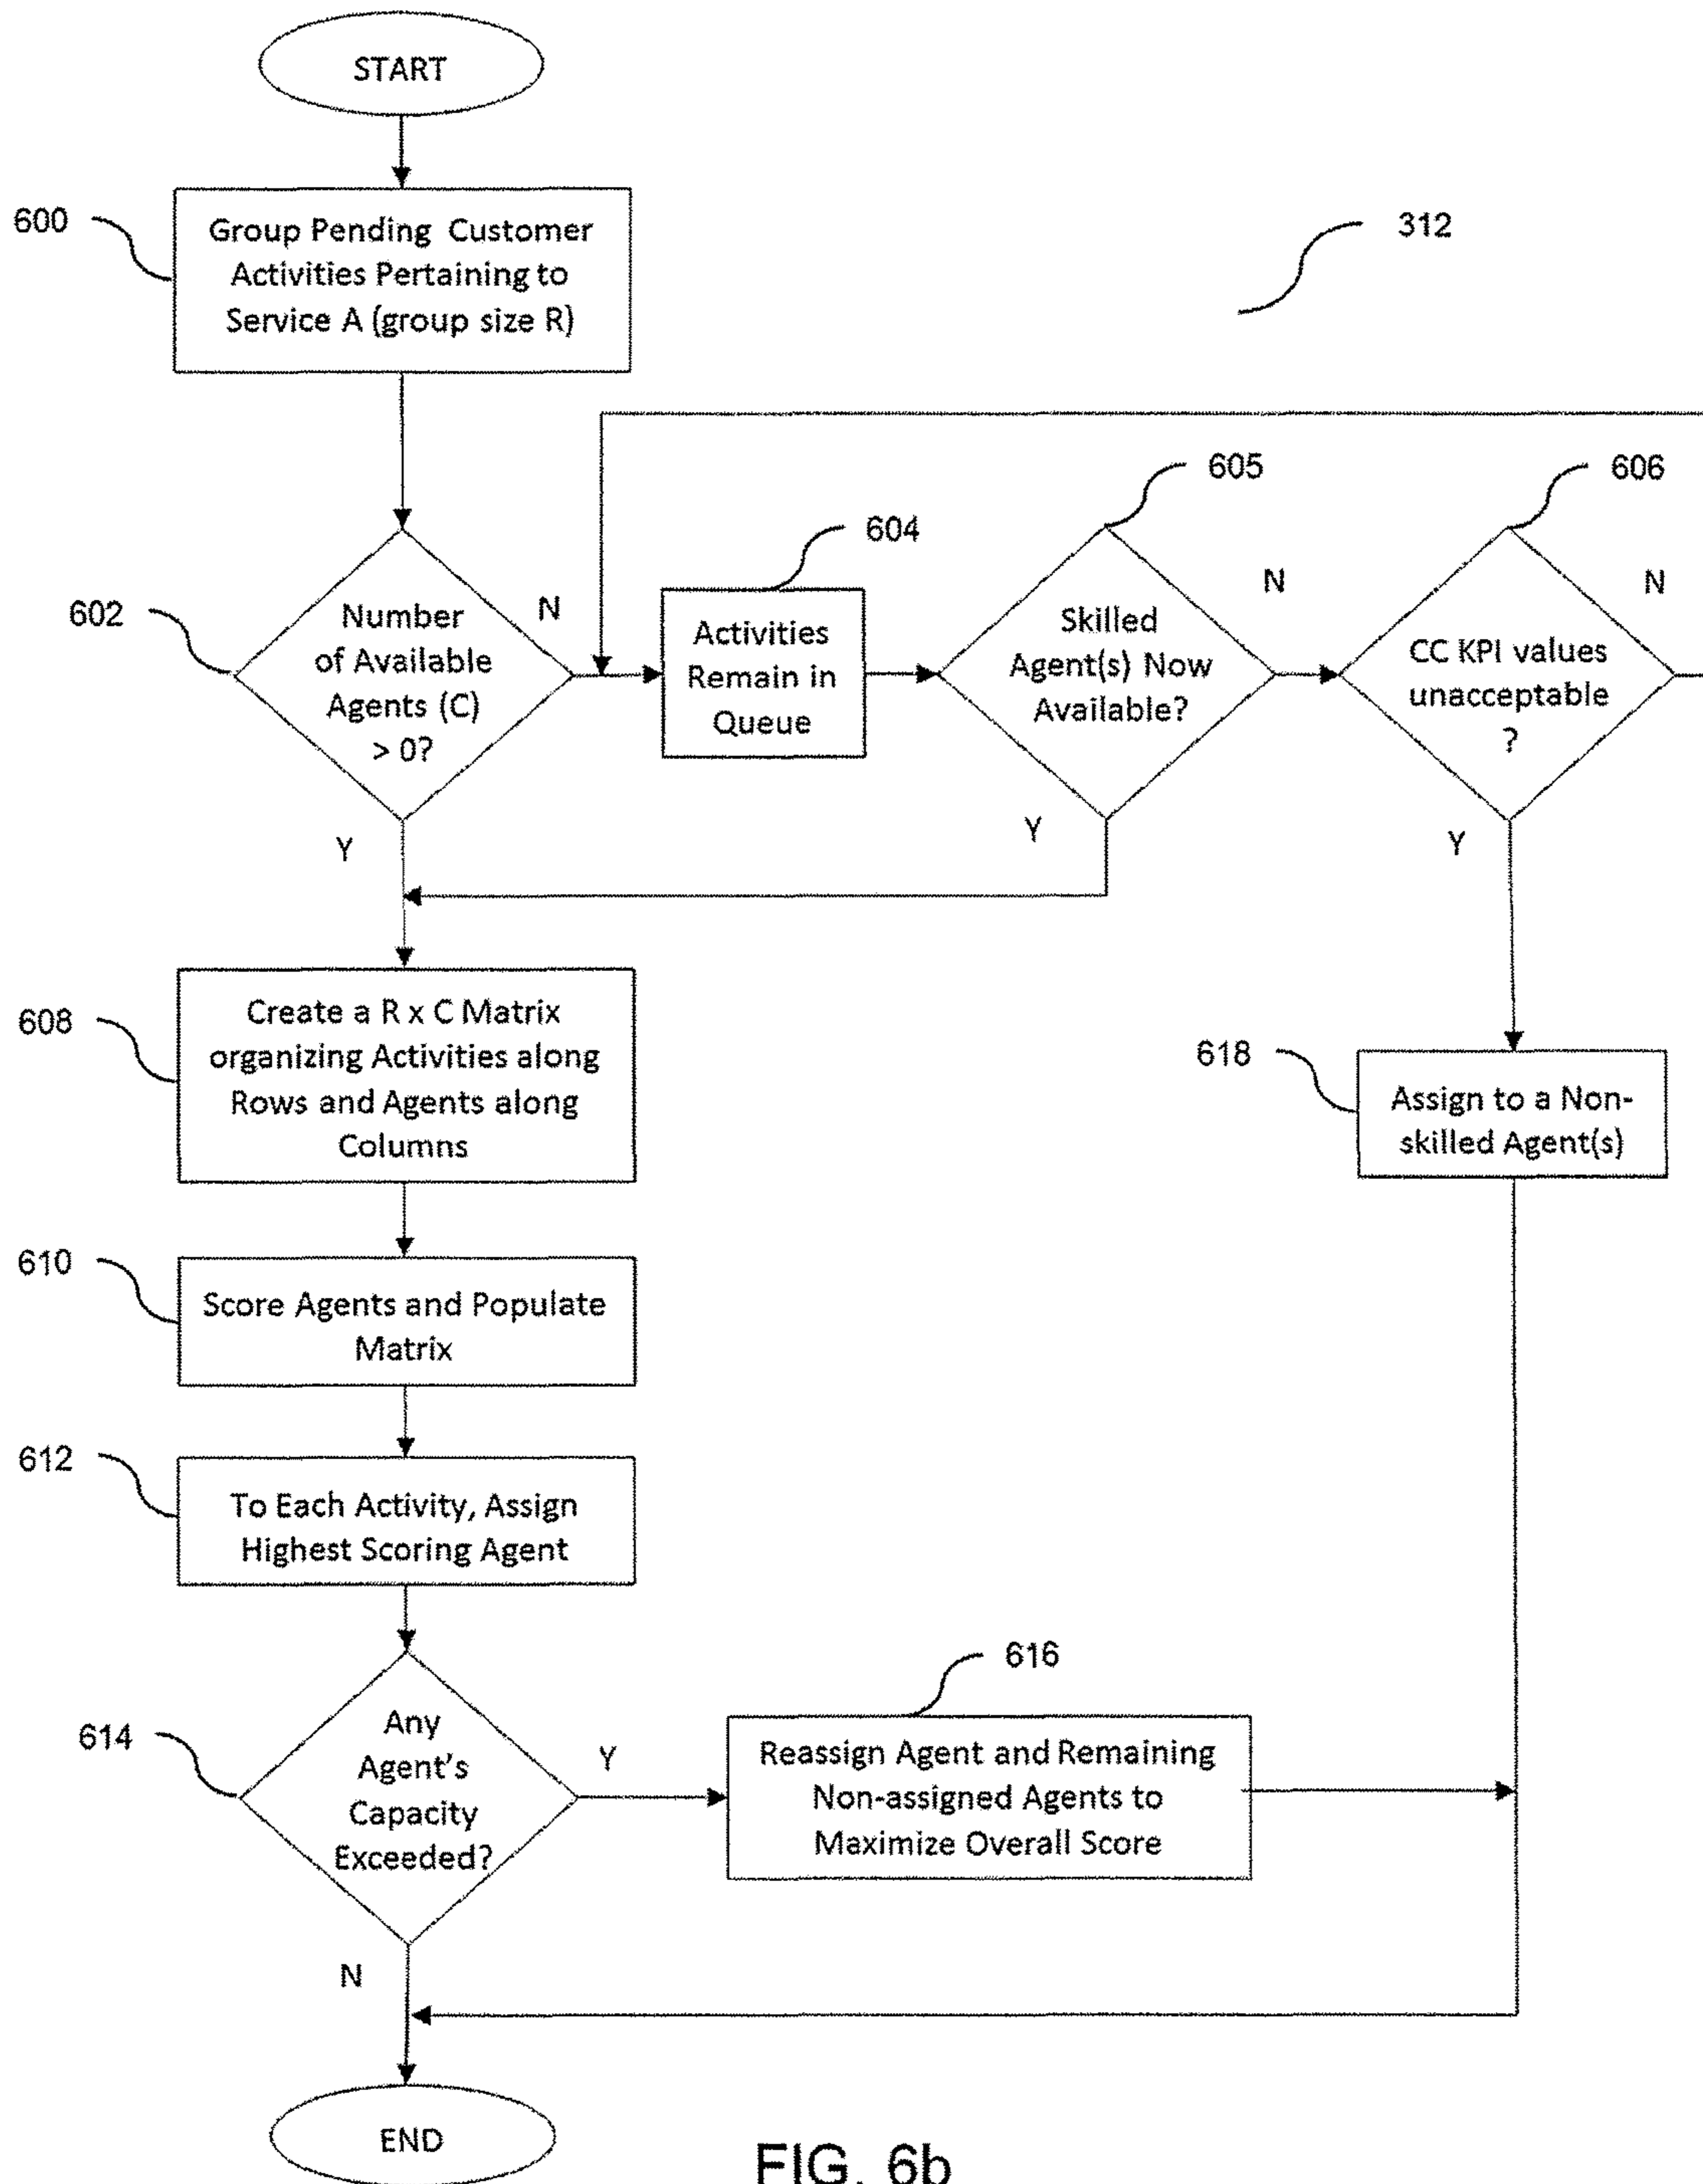 START
600
Group Pending Customer
Activities Pertaining to
Service A (group size R)
312
602
Number
of Available
Agents (C)
> 0?
N
Y
604
Activities
Remain in
Queue
605
Skilled
Agent(s) Now
Available?
N
Y
606
CC KPI values
unacceptable
?
N
Y
608
Create a R x C Matrix
organizing Activities along
Rows and Agents along
Columns
618
Assign to a Non-
skilled Agent(s)
610
Score Agents and Populate
Matrix
612
To Each Activity, Assign
Highest Scoring Agent
614
Any
Agent's
Capacity
Exceeded?
Y
N
616
Reassign Agent and Remaining
Non-assigned Agents to
Maximize Overall Score
END
FIG. 6b